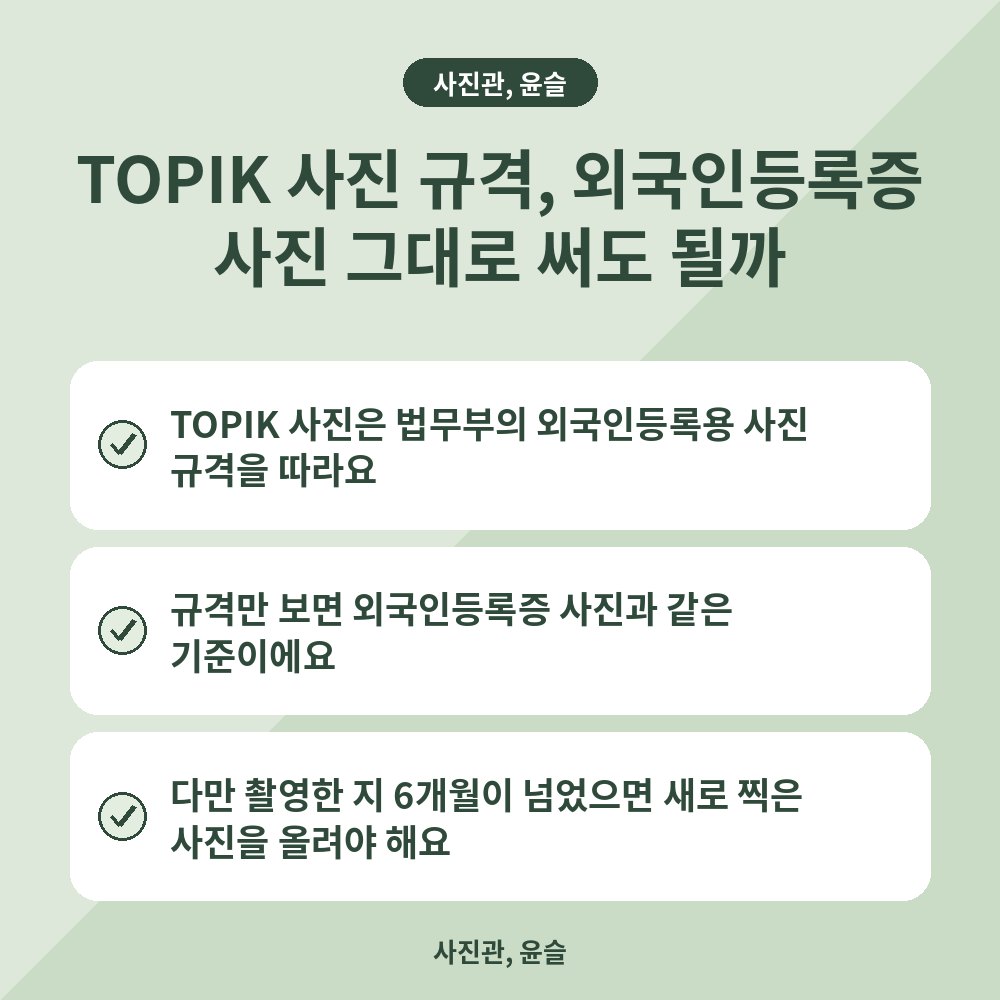 사진관, 윤슬
TOPIK 사진 규격, 외국인등록증
사진 그대로 써도 될까
TOPIK 사진은 법무부의 외국인등록용 사진
규격을 따라요
규격만 보면 외국인등록증 사진과 같은
기준이에요
다만 촬영한 지 6개월이 넘었으면 새로 찍은
사진을 올려야 해요
사진관, 윤슬